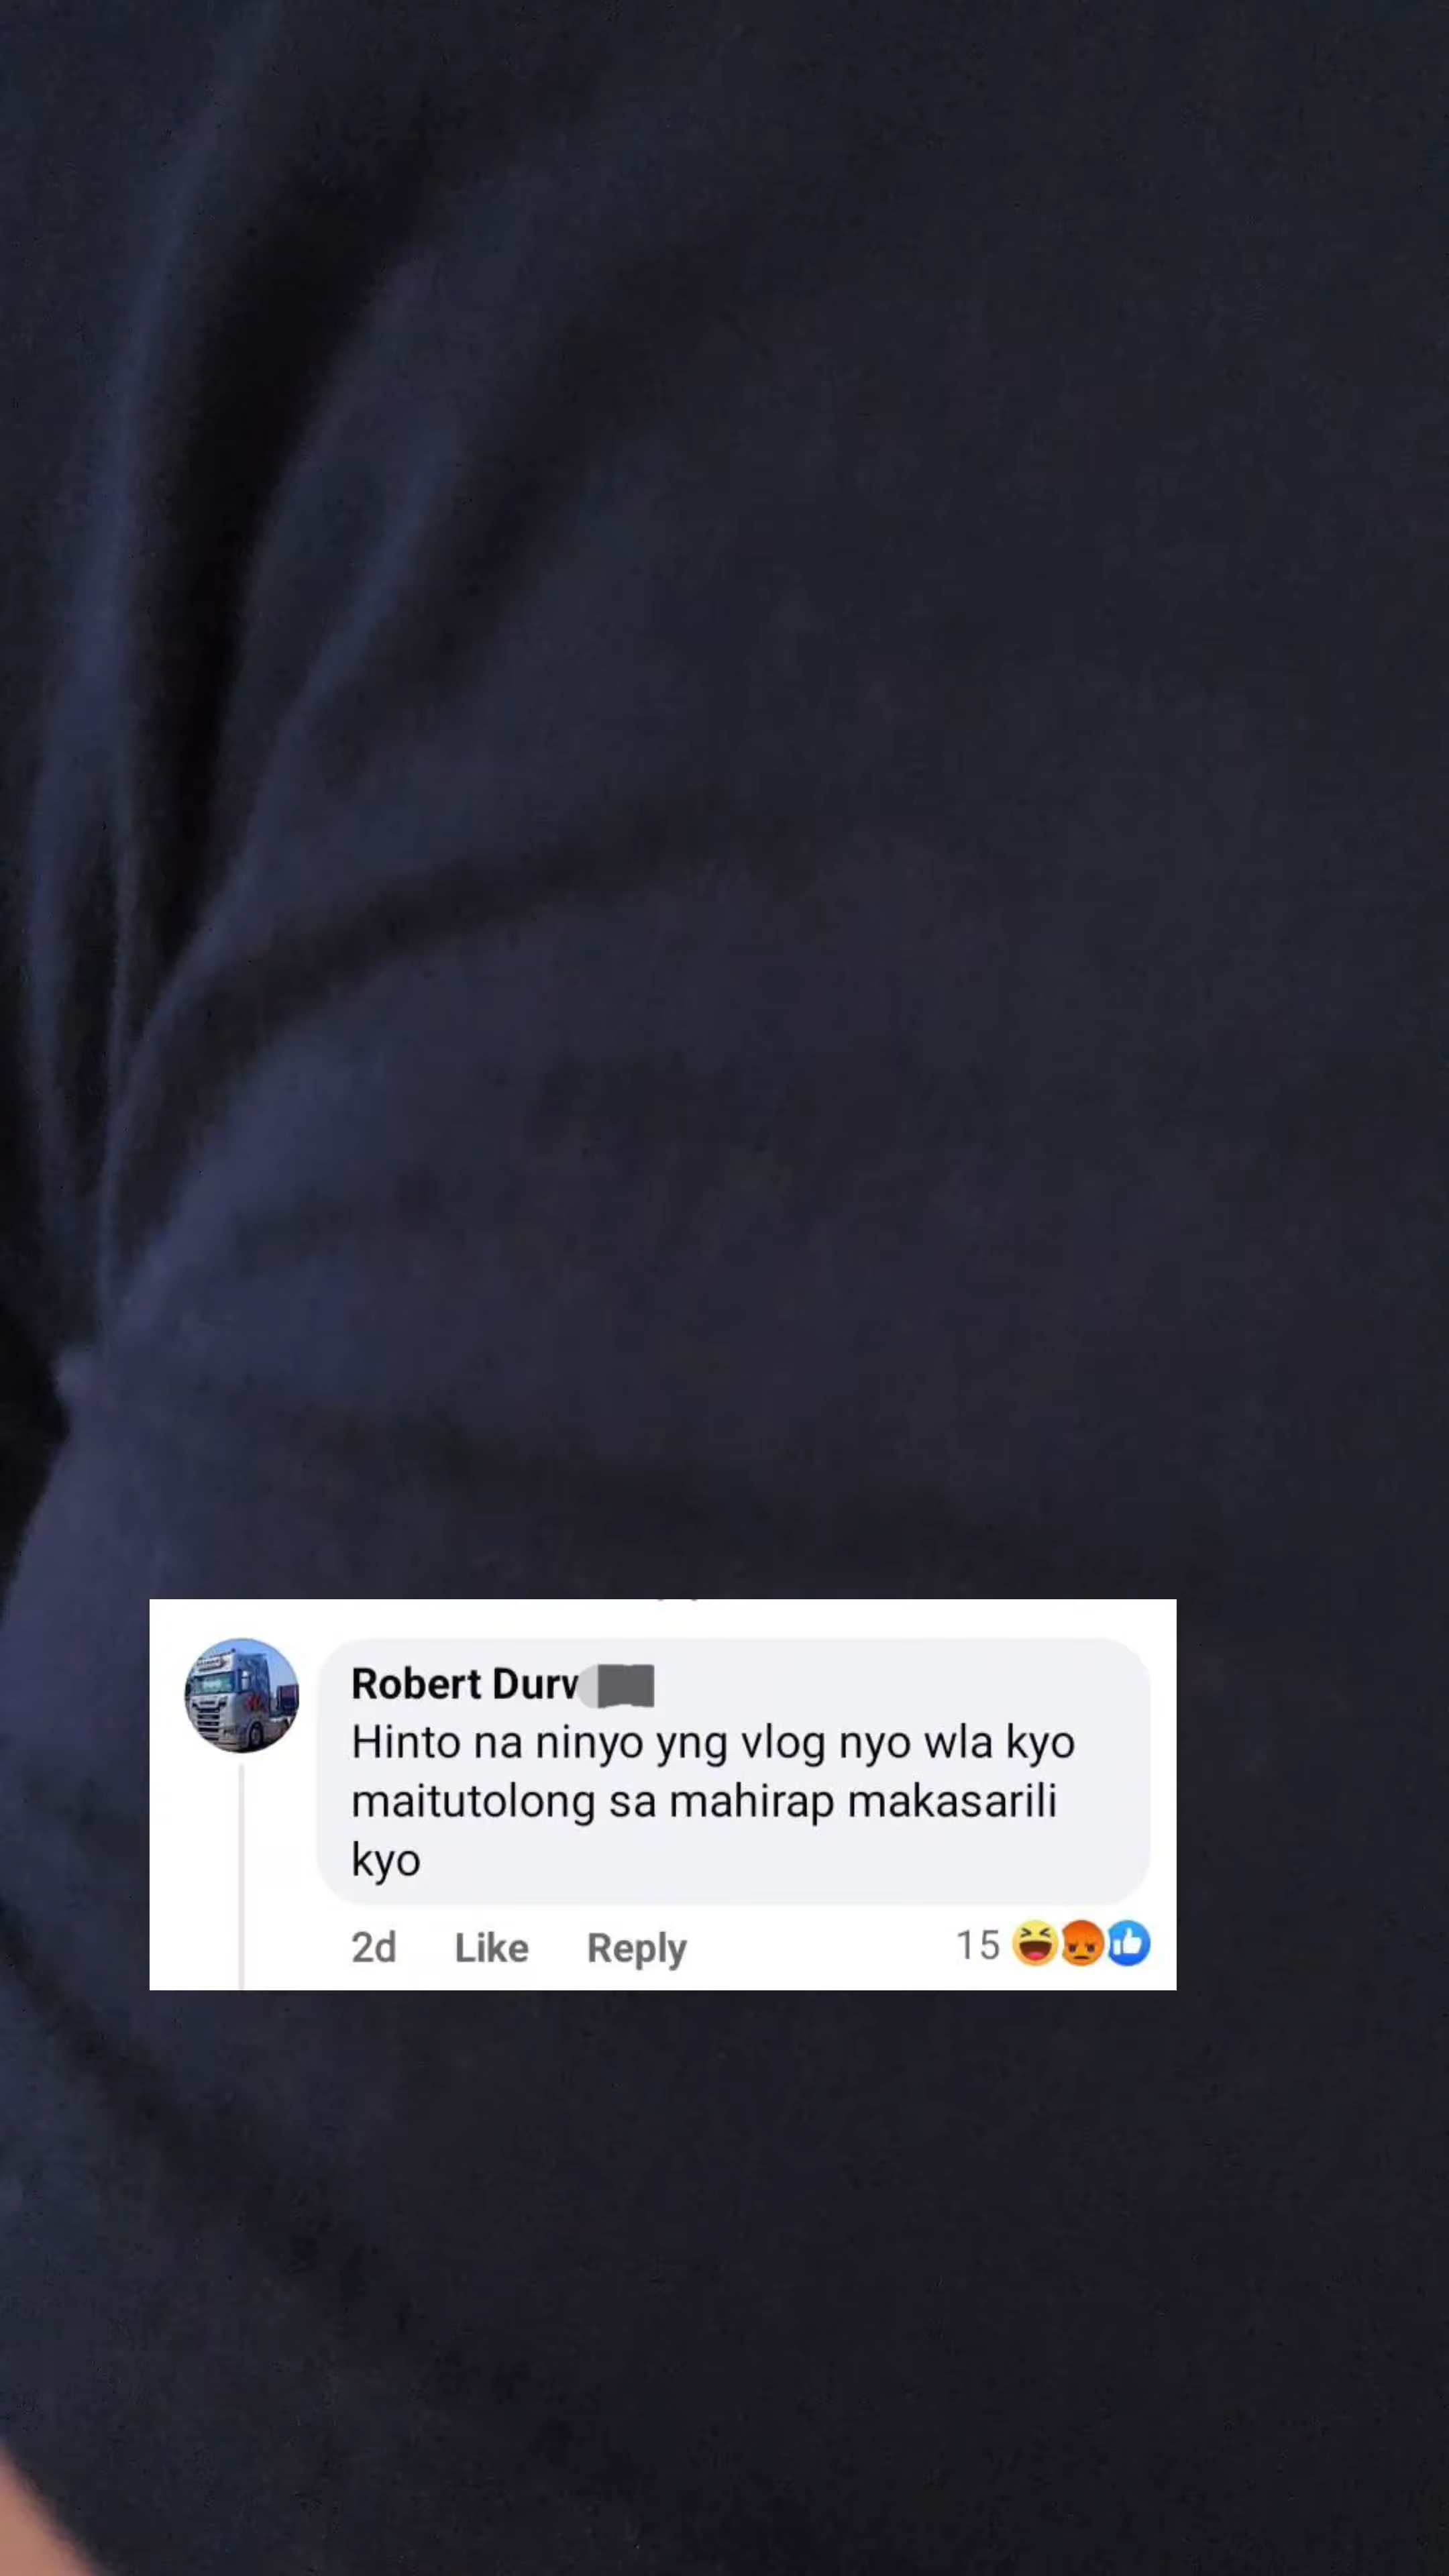 Robert Durv
Hinto na ninyo yng vlog nyo wla kyo
maitutolong sa mahirap makasarili
kyo
2d Like Reply 15